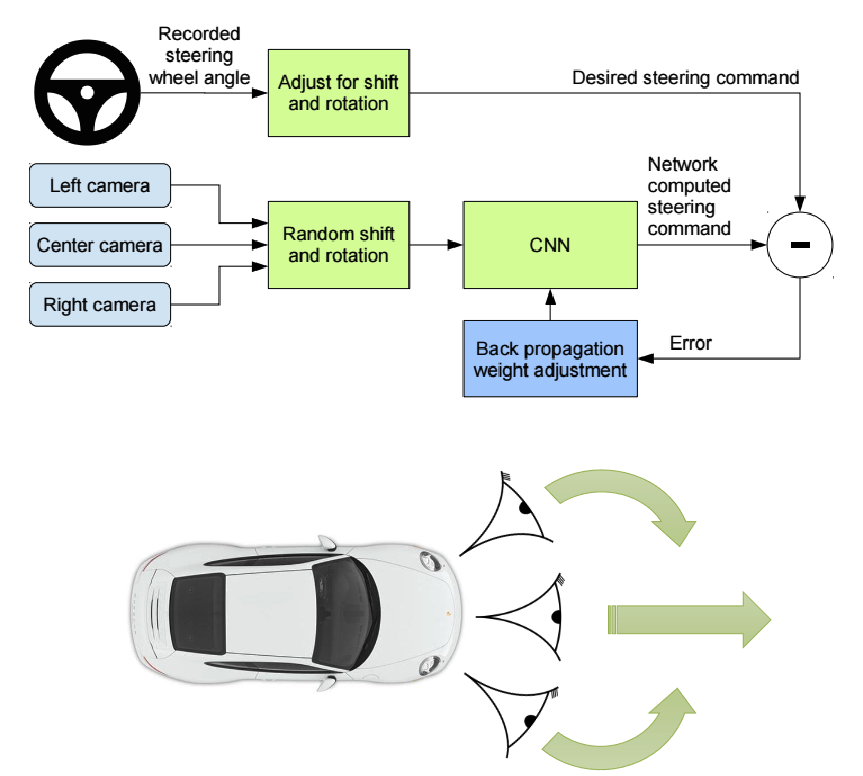 Recorded
steering
wheel angle
Adjust for shift
and rotation
Desired steering command
Left camera
Center camera
Right camera
Random shift
and rotation
CNN
Network
computed
steering
command
-
Back propagation
weight adjustment
Error